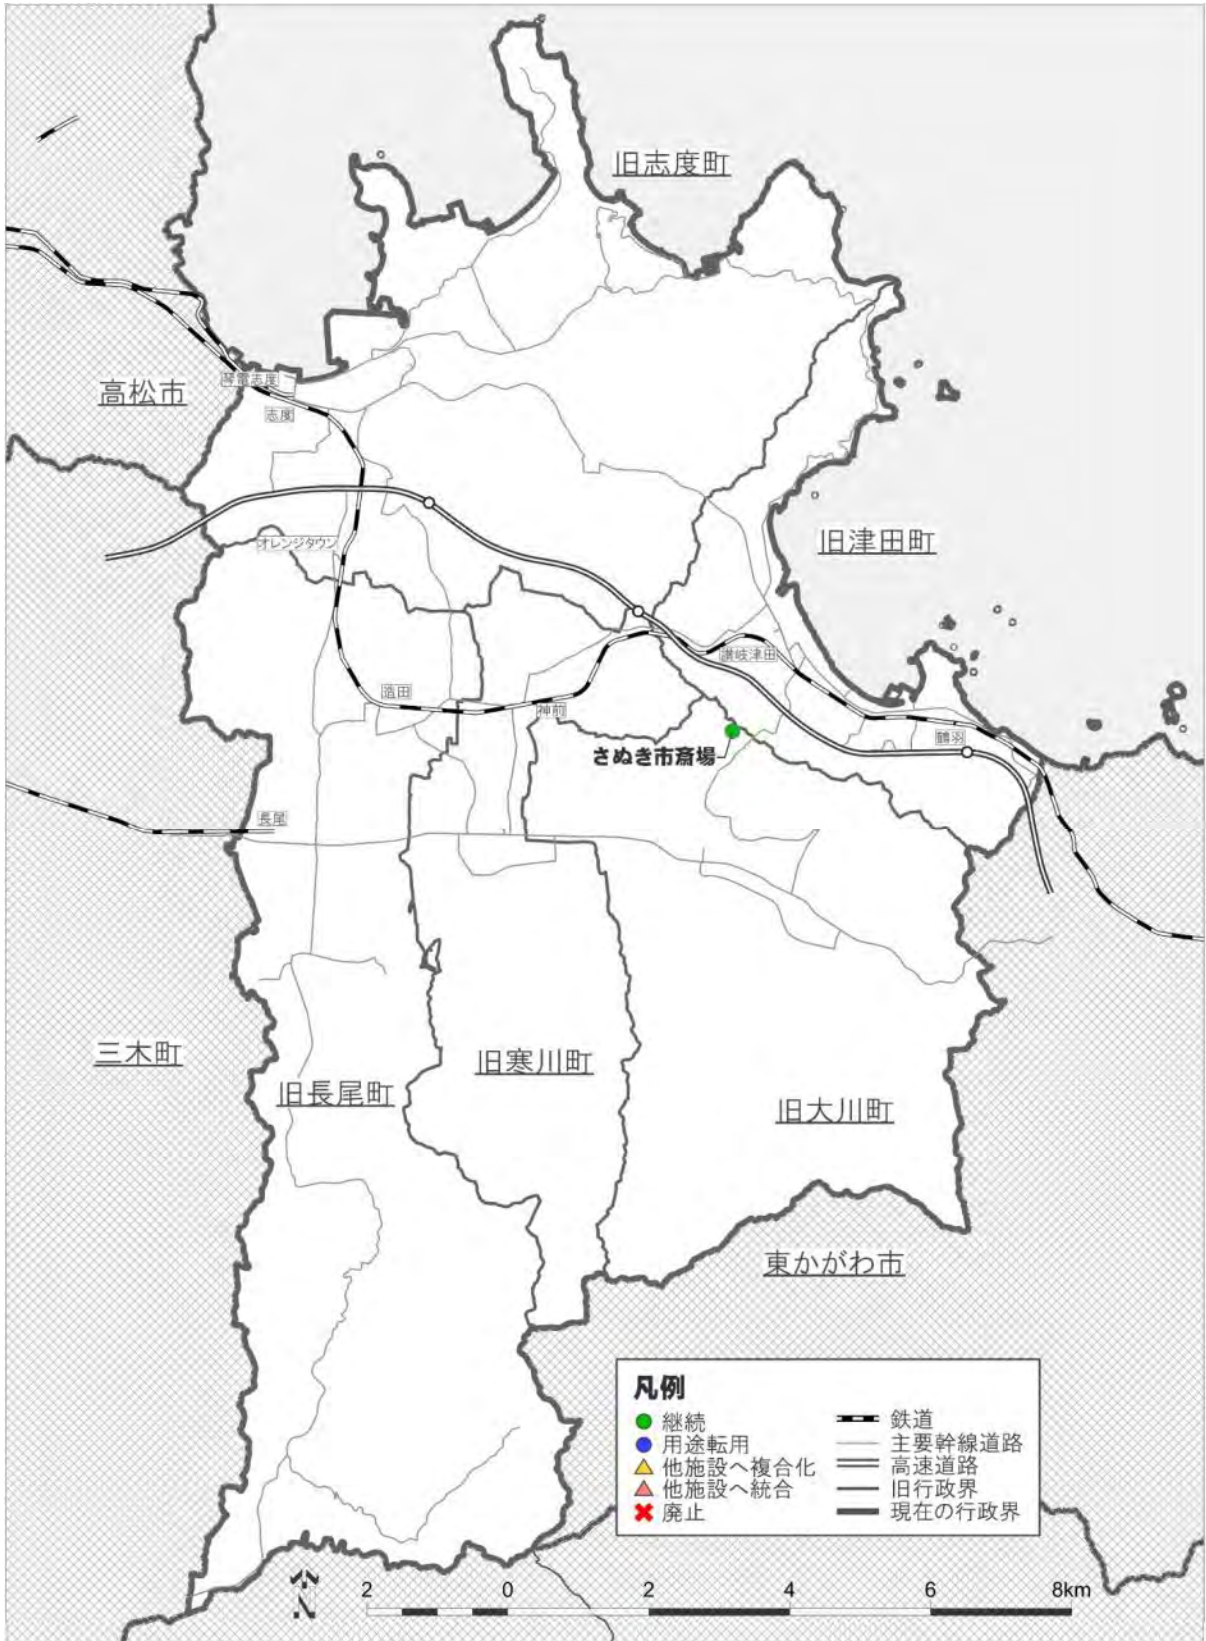 旧志度町
高松市
琴電志度
志度
オレンジタウン
旧津田町
讃岐津田
造田
神前
さぬき市斎場
鶴羽
長尾
三木町
旧長尾町
旧寒川町
旧大川町
東かがわ市
凡例
継続
用途転用
他施設へ複合化
他施設へ統合
廃止
鉄道
主要幹線道路
高速道路
旧行政界
現在の行政界
N
2 0 2 4 6 8km